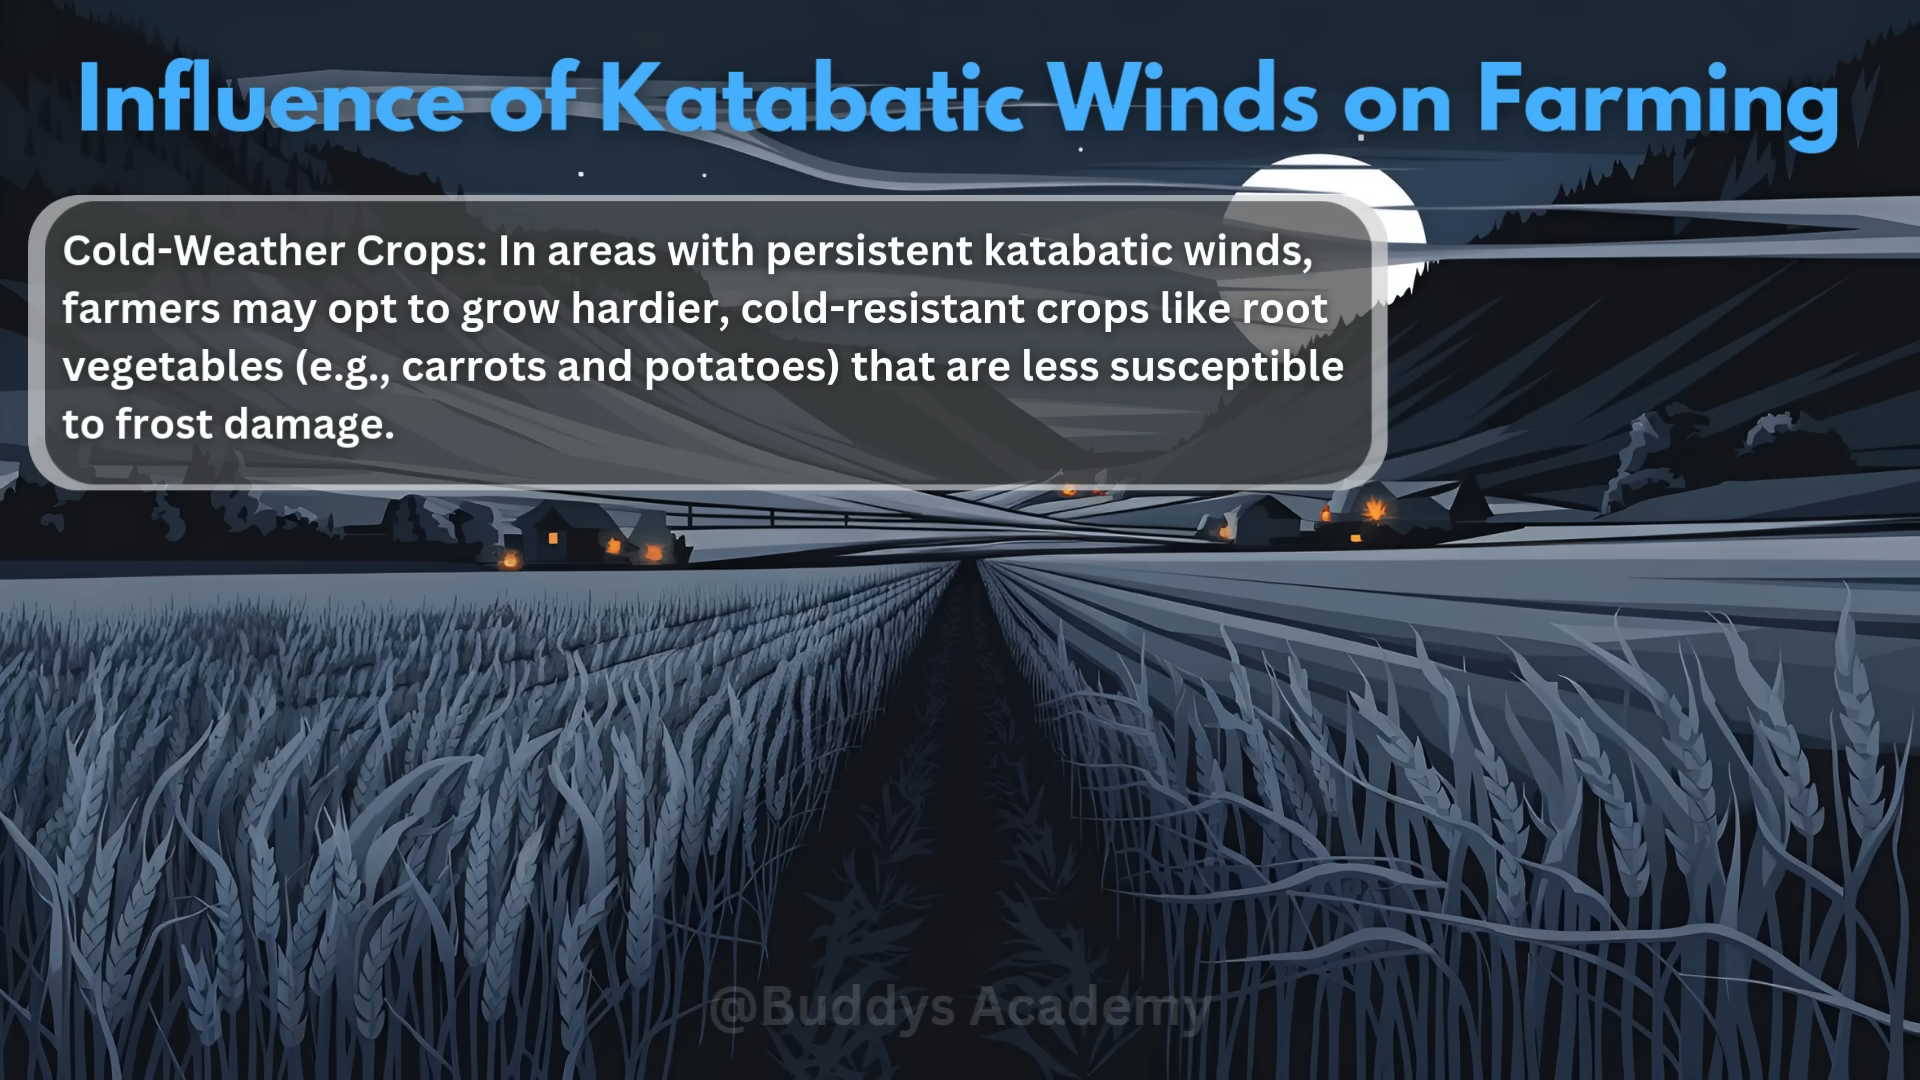 Influence of Katabatic Winds on Farming
Cold-Weather Crops: In areas with persistent katabatic winds,
farmers may opt to grow hardier, cold-resistant crops like root
vegetables (e.g., carrots and potatoes) that are less susceptible
to frost damage.
@Buddys Academy